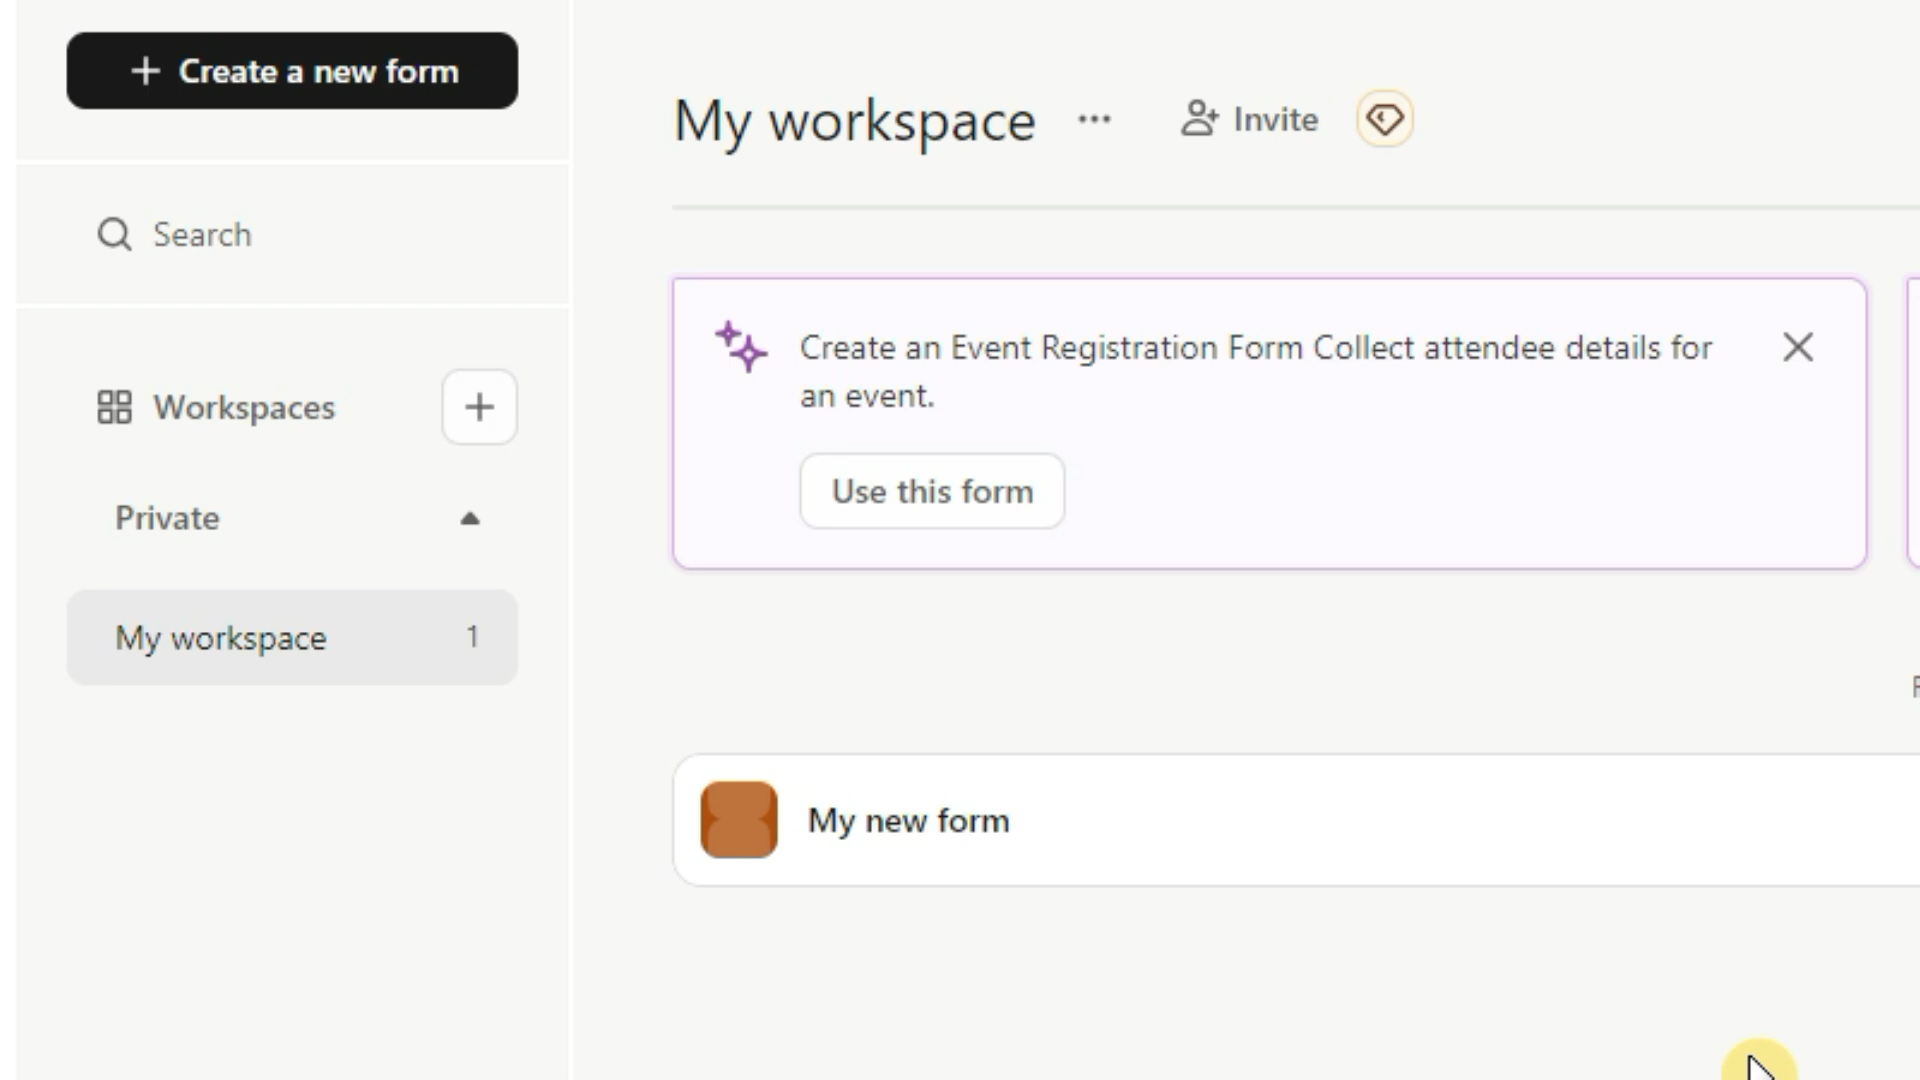 Create a new form
Search
Workspaces
Private
My workspace 1
My workspace
Invite
Create an Event Registration Form Collect attendee details for
an event.
Use this form
My new form